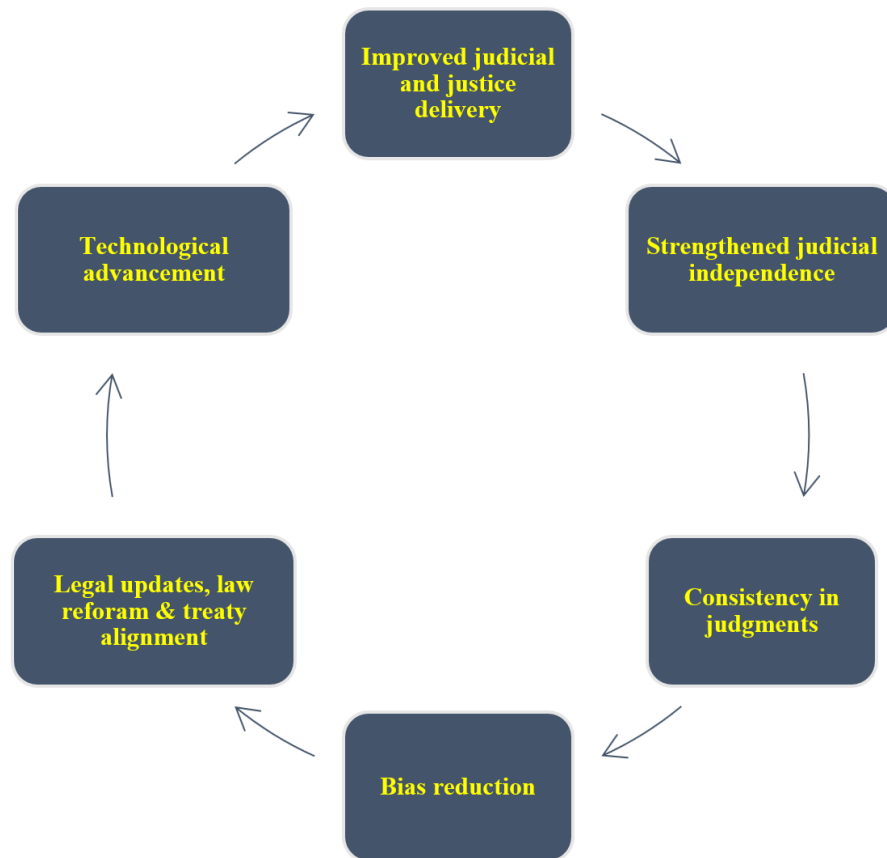 Improved judicial
and justice
delivery
Strengthened judicial
independence
Consistency in
judgments
Bias reduction
Legal updates, law
reforam & treaty
alignment
Technological
advancement